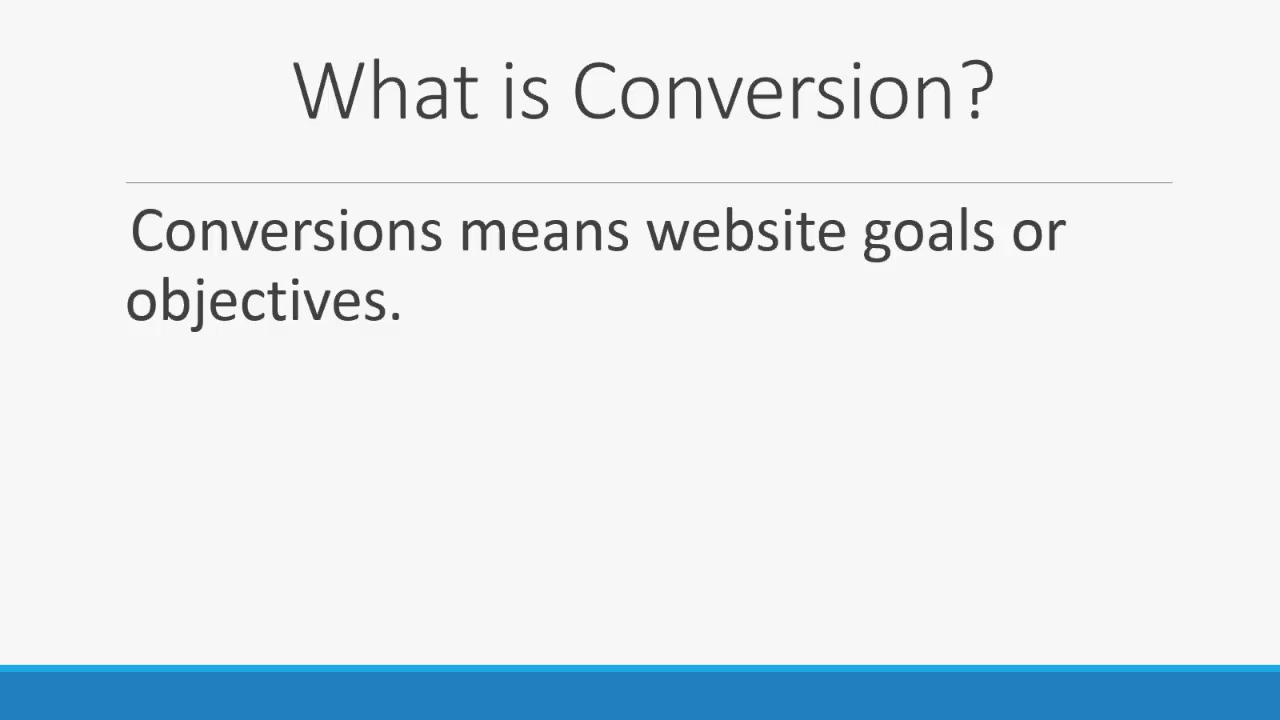 What is Conversion?
Conversions means website goals or
objectives.